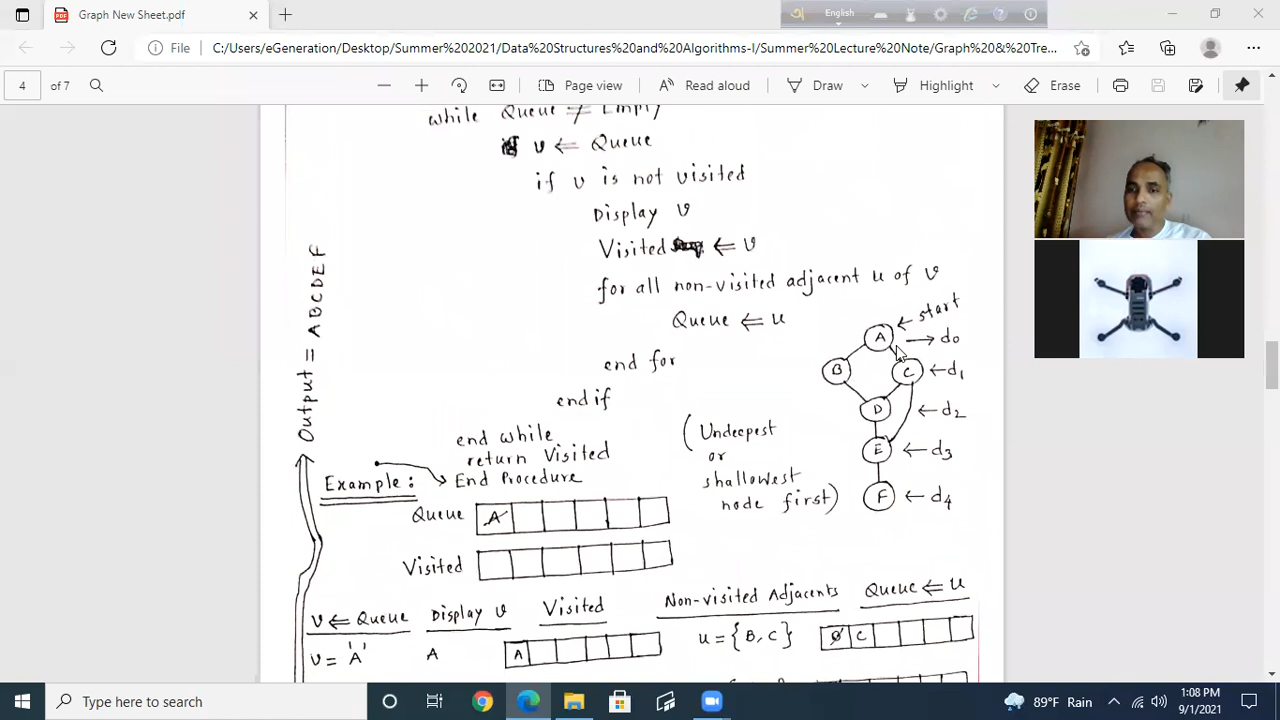 Graph New Sheet.pdf
English
File
C:/Users/eGeneration/Desktop/Summer%202021/Data%20Structures%20and%20Algorithms-I/Summer%20Lecture%20Note/Graph%20&%20Tre...
4 of 7
Page view
Read aloud
Draw
Highlight
Erase
while Queue ≠ Empty
v ⇐ Queue
if v is not visited
Display v
Visited ⇐ v
for all non-visited adjacent u of v
Queue ⇐ u
end for
end if
end while
return Visited
End Procedure
Output = ABCDEF
← start
A → d0
B C ← d1
D ← d2
E ← d3
F ← d4
(Undeepest
or
shallowest
node first)
Example:
Queue A
Visited
v ⇐ Queue Display v Visited Non-visited Adjacents Queue ⇐ u
v = 'A' A A u = {B, C} B C
Type here to search
89°F Rain
1:08 PM
9/1/2021